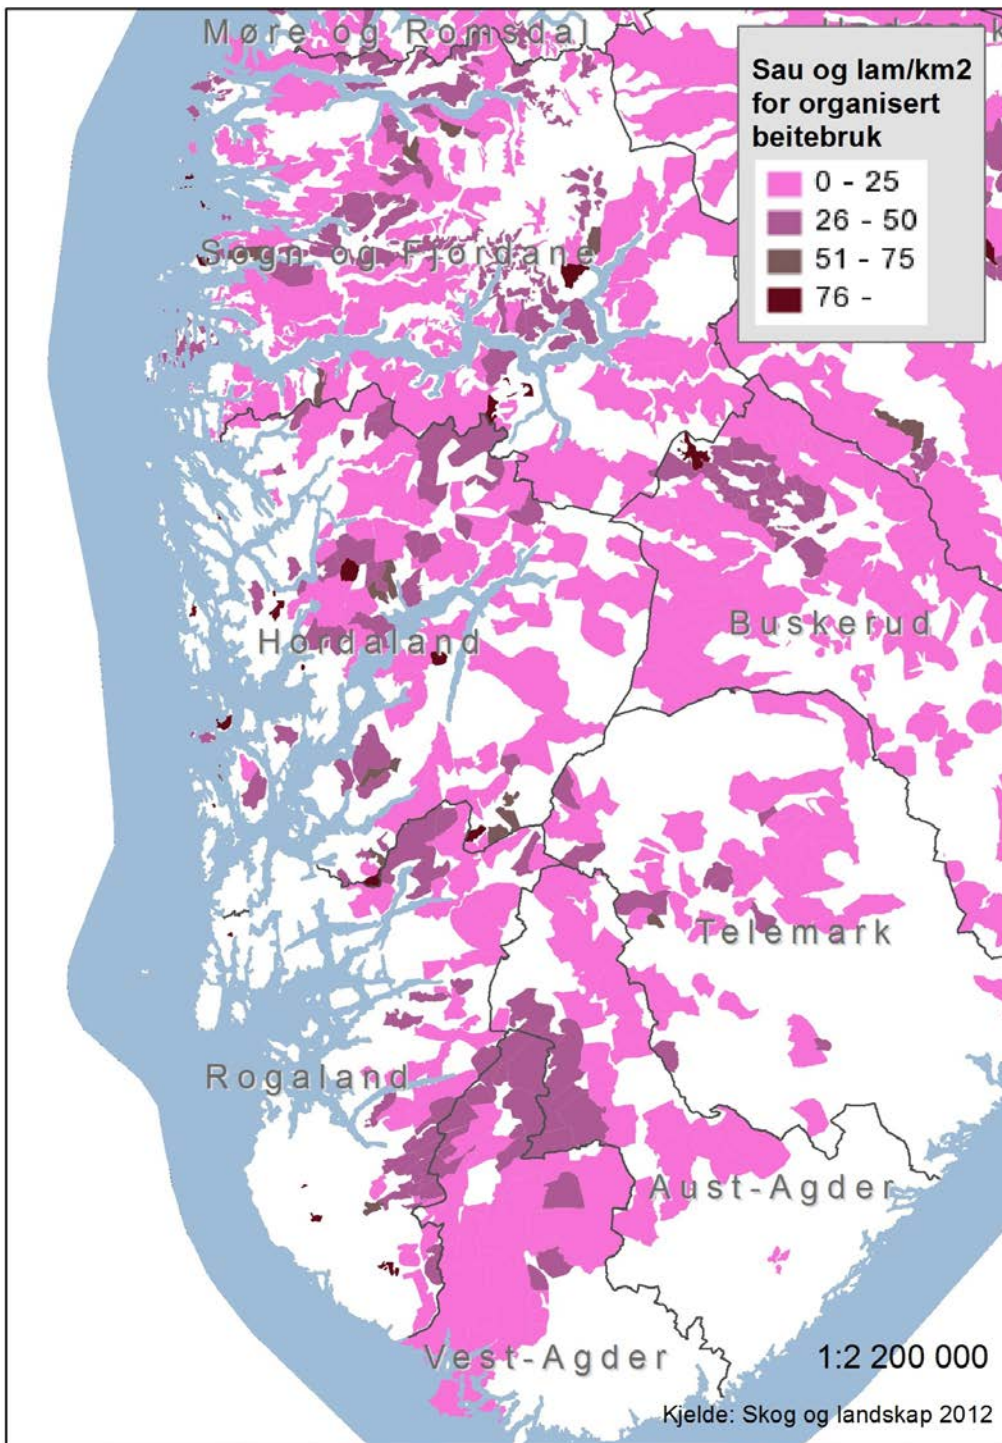 Møre og Romsdal
Sau og lam/km2
for organisert
beitebruk
0 - 25
26 - 50
51 - 75
76 -
Sogn og Fjordane
Hordaland
Buskerud
Telemark
Rogaland
Aust-Agder
Vest-Agder
1:2 200 000
Kjelde: Skog og landskap 2012